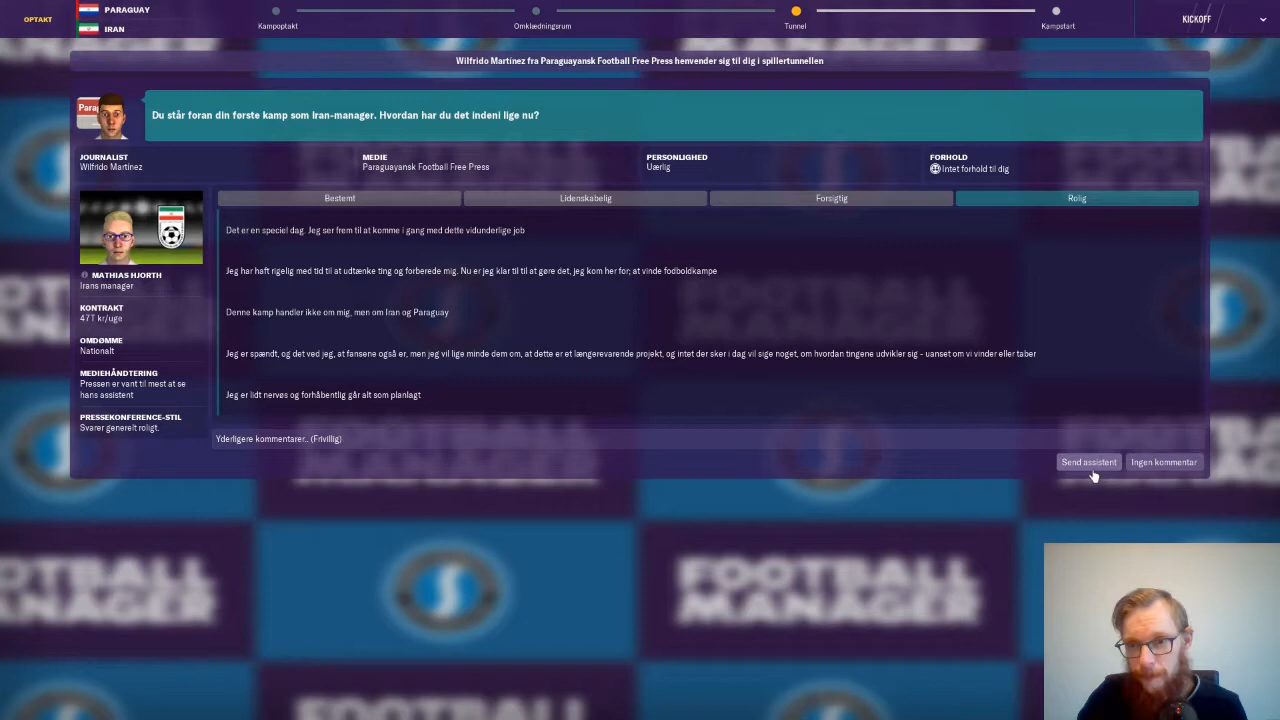 OPTAKT
PARAGUAY
IRAN
Kampoptakt
Omklædningsrum
Tunnel
Kampstart
KICKOFF
Wilfrido Martínez fra Paraguayansk Football Free Press henvender sig til dig i spillertunnellen
Para
Du står foran din første kamp som Iran-manager. Hvordan har du det indeni lige nu?
JOURNALIST
Wilfrido Martínez
MEDIE
Paraguayansk Football Free Press
PERSONLIGHED
Uærlig
FORHOLD
Intet forhold til dig
Bestemt
Lidenskabelig
Forsigtig
Rolig
Det er en speciel dag. Jeg ser frem til at komme i gang med dette vidunderlige job
Jeg har haft rigelig med tid til at udtænke ting og forberede mig. Nu er jeg klar til til at gøre det, jeg kom her for; at vinde fodboldkampe
Denne kamp handler ikke om mig, men om Iran og Paraguay
Jeg er spændt, og det ved jeg, at fansene også er, men jeg vil lige minde dem om, at dette er et længerevarende projekt, og intet der sker i dag vil sige noget, om hvordan tingene udvikler sig - uanset om vi vinder eller taber
Jeg er lidt nervøs og forhåbentlig går alt som planlagt
MATHIAS HJORTH
Irans manager
KONTRAKT
47T kr/uge
OMDØMME
Nationalt
MEDIEHÅNDTERING
Pressen er vant til mest at se
hans assistent
PRESSEKONFERENCE-STIL
Svarer generelt roligt.
Yderligere kommentarer.. (Frivillig)
Send assistent
Ingen kommentar
OTBALL
ANAGER
FOOTBALL
MANAGER